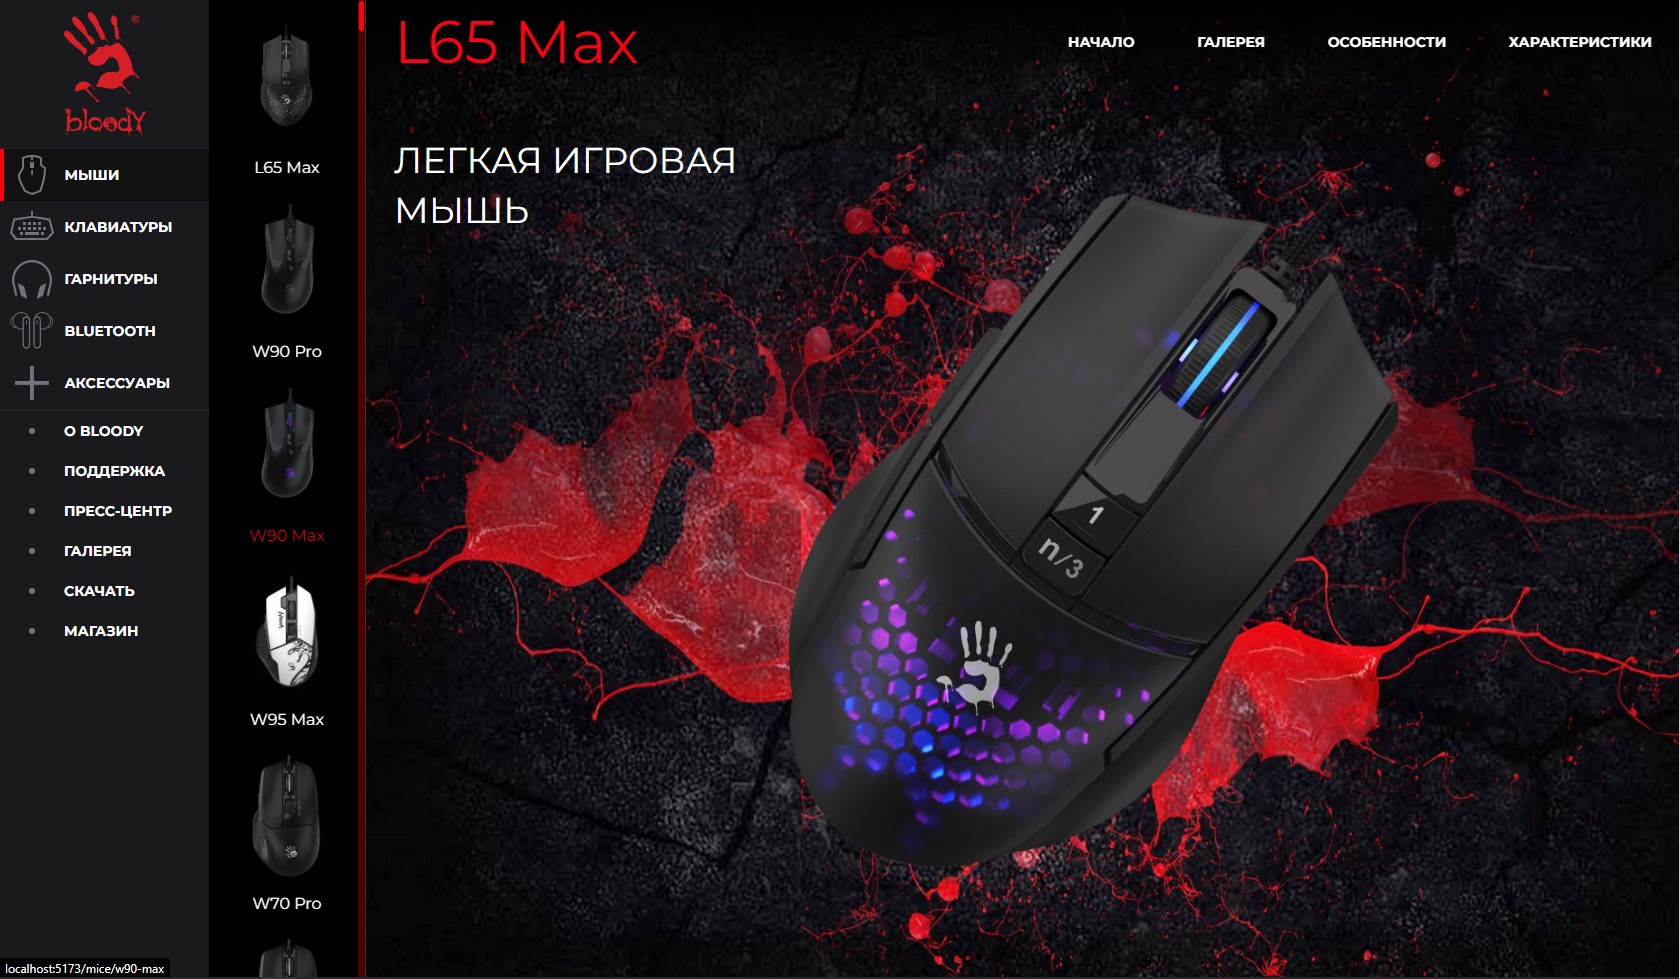 bloody
®
МЫШИ
КЛАВИАТУРЫ
ГАРНИТУРЫ
BLUETOOTH
АКСЕССУАРЫ
О BLOODY
ПОДДЕРЖКА
ПРЕСС-ЦЕНТР
ГАЛЕРЕЯ
СКАЧАТЬ
МАГАЗИН
L65 Max
W90 Pro
W90 Max
W95 Max
W70 Pro
L65 Max
НАЧАЛО
ГАЛЕРЕЯ
ОСОБЕННОСТИ
ХАРАКТЕРИСТИКИ
ЛЕГКАЯ ИГРОВАЯ
МЫШЬ
1
n/3
localhost:5173/mice/w90-max